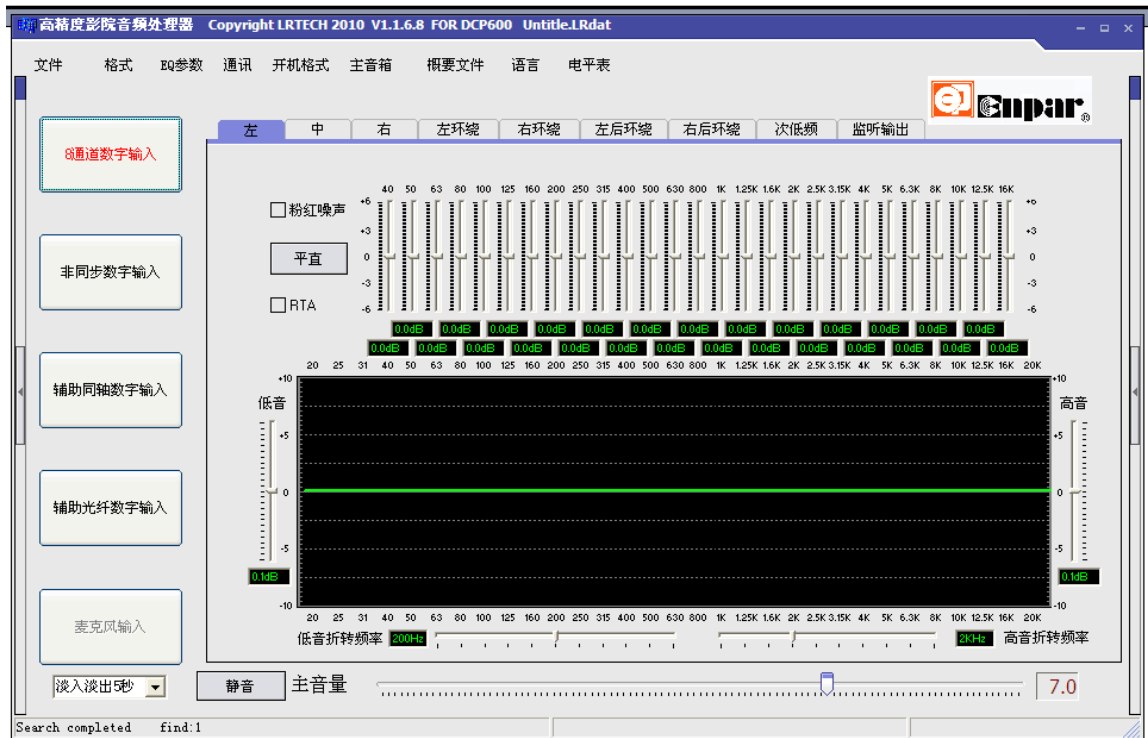 高精度影院音频处理器 Copyright LRTECH 2010 V1.1.6.8 FOR DCP600 Untitle.LRdat
文件 格式 EQ参数 通讯 开机格式 主音箱 概要文件 语言 电平表
Enpar ®
左 中 右 左环绕 右环绕 左后环绕 右后环绕 次低频 监听输出
8通道数字输入
非同步数字输入
辅助同轴数字输入
辅助光纤数字输入
麦克风输入
淡入淡出5秒
40 50 63 80 100 125 160 200 250 315 400 500 630 800 1K 1.25K 1.6K 2K 2.5K 3.15K 4K 5K 6.3K 8K 10K 12.5K 16K
粉红噪声
平直
RTA
+6 +6
+3 +3
0 0
-3 -3
-6 -6
0.0dB 0.0dB 0.0dB 0.0dB 0.0dB 0.0dB 0.0dB 0.0dB 0.0dB 0.0dB 0.0dB 0.0dB 0.0dB
0.0dB 0.0dB 0.0dB 0.0dB 0.0dB 0.0dB 0.0dB 0.0dB 0.0dB 0.0dB 0.0dB 0.0dB 0.0dB 0.0dB
20 25 31 40 50 63 80 100 125 160 200 250 315 400 500 630 800 1K 1.25K 1.6K 2K 2.5K 3.15K 4K 5K 6.3K 8K 10K 12.5K 16K 20K
+10 +10
低音 高音
+5 +5
0 0
-5 -5
0.1dB 0.1dB
-10 -10
20 25 31 40 50 63 80 100 125 160 200 250 315 400 500 630 800 1K 1.25K 1.6K 2K 2.5K 3.15K 4K 5K 6.3K 8K 10K 12.5K 16K 20K
低音折转频率 200Hz 2KHz 高音折转频率
静音 主音量 7.0
Search completed find:1